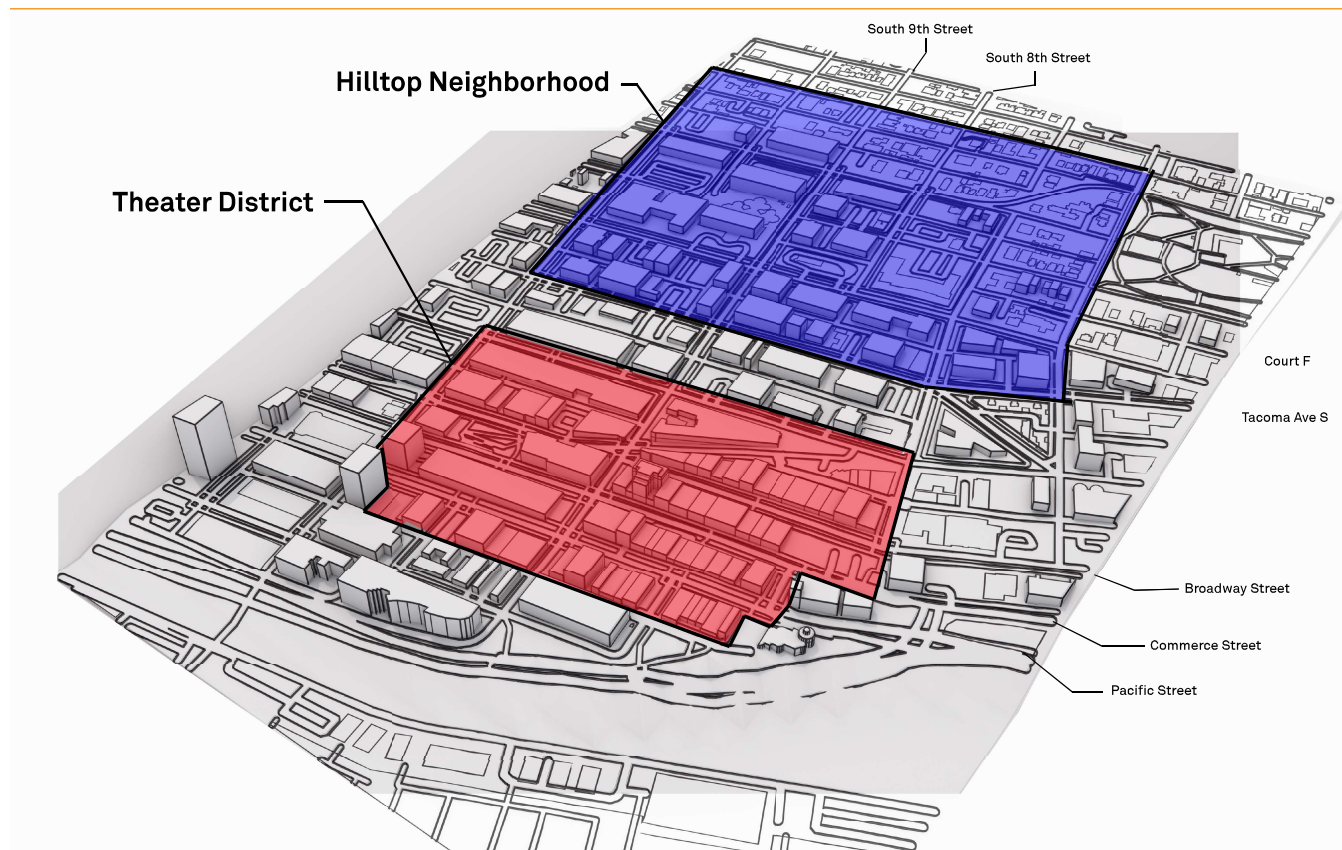 South 9th Street
South 8th Street
Hilltop Neighborhood
Theater District
Court F
Tacoma Ave S
Broadway Street
Commerce Street
Pacific Street